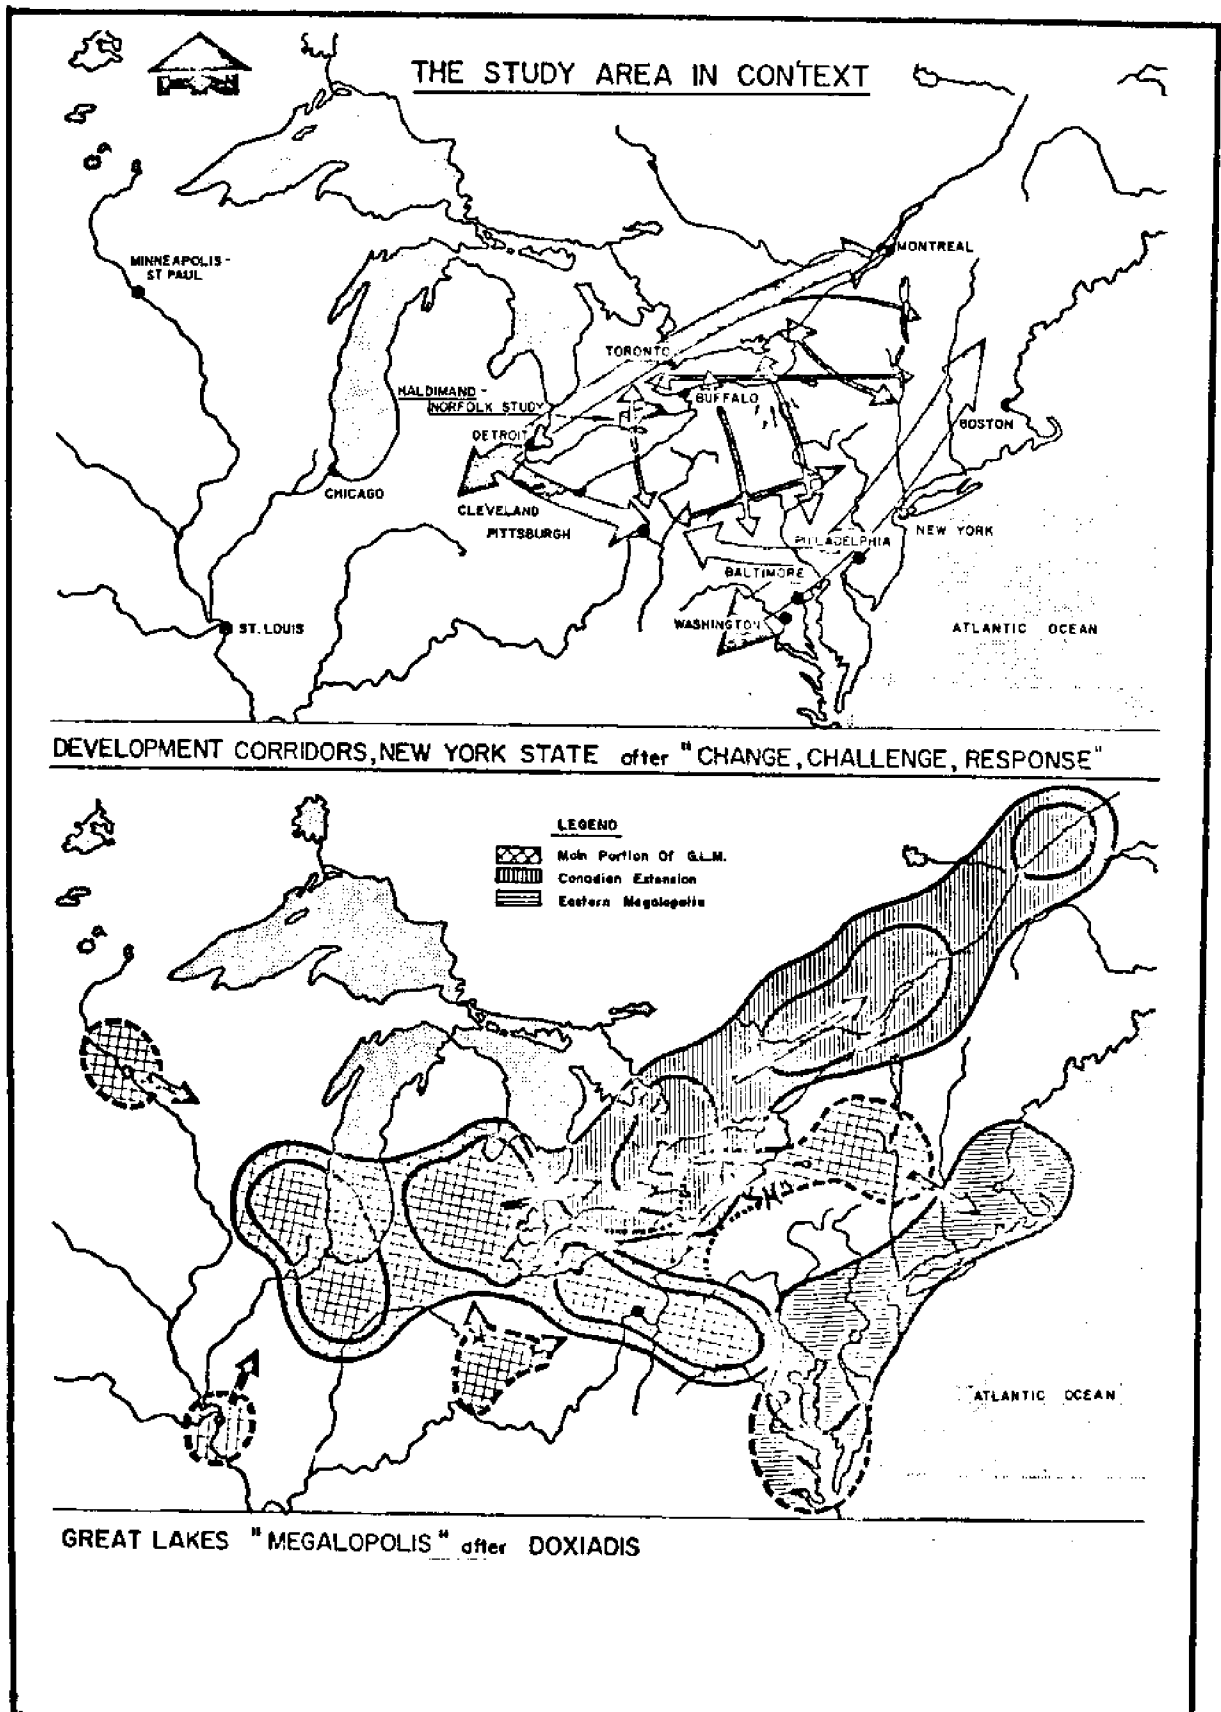 THE STUDY AREA IN CONTEXT
MONTREAL
MINNEAPOLIS -
ST PAUL
TORONTO
HALDIMAND -
NORFOLK STUDY
BUFFALO
BOSTON
DETROIT
CHICAGO
CLEVELAND
PITTSBURGH
NEW YORK
PHILADELPHIA
BALTIMORE
WASHINGTON
ST. LOUIS
ATLANTIC OCEAN
DEVELOPMENT CORRIDORS, NEW YORK STATE after "CHANGE, CHALLENGE, RESPONSE"
LEGEND
Main Portion Of G.L.M.
Canadian Extension
Eastern Megalopolis
ATLANTIC OCEAN
GREAT LAKES "MEGALOPOLIS" after DOXIADIS